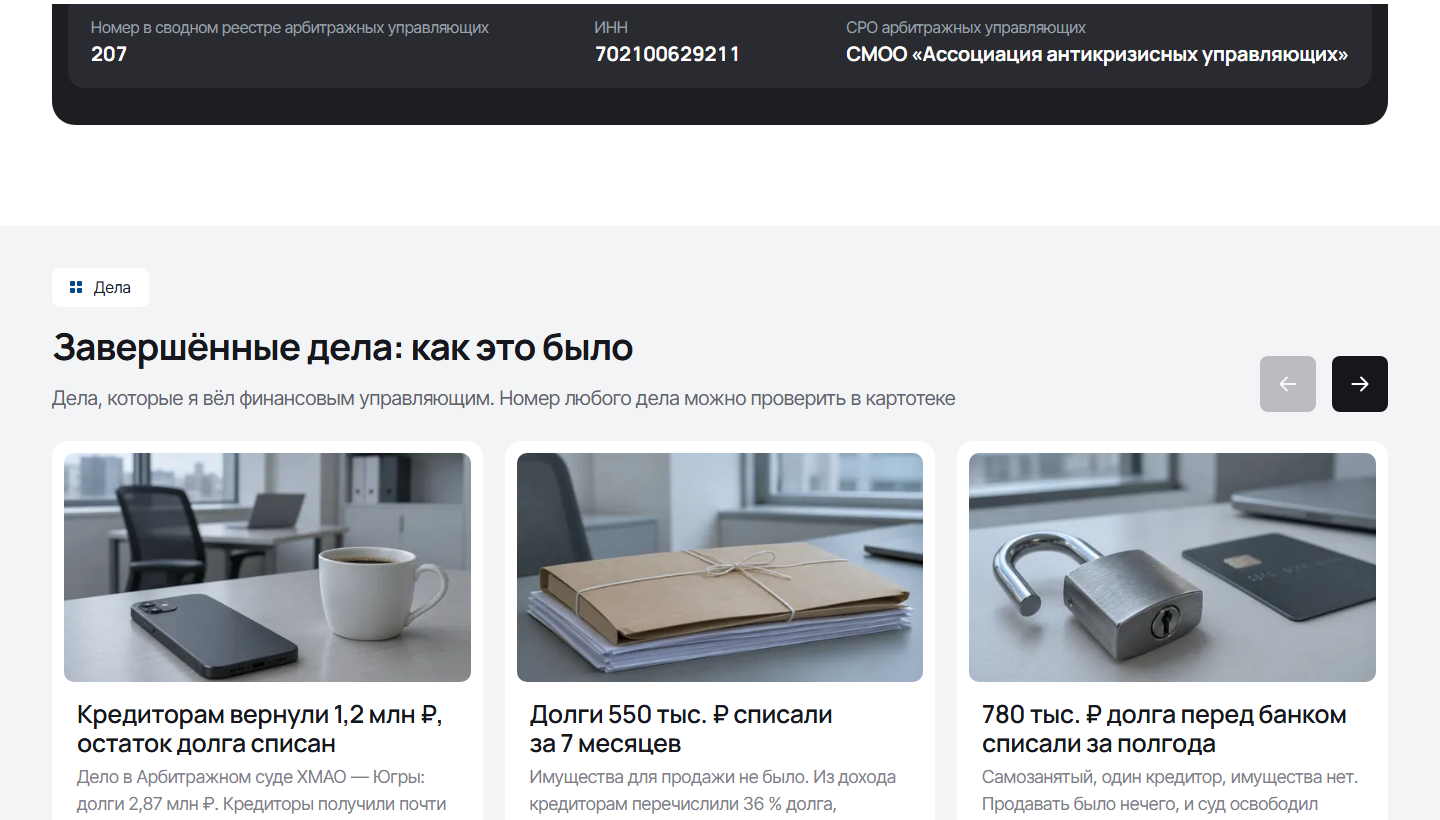 Номер в сводном реестре арбитражных управляющих
207
ИНН
702100629211
СРО арбитражных управляющих
СМОО «Ассоциация антикризисных управляющих»
Дела
Завершённые дела: как это было
Дела, которые я вёл финансовым управляющим. Номер любого дела можно проверить в картотеке
Кредиторам вернули 1,2 млн ₽,
остаток долга списан
Дело в Арбитражном суде ХМАО — Югры:
долги 2,87 млн ₽. Кредиторы получили почти
Долги 550 тыс. ₽ списали
за 7 месяцев
Имущества для продажи не было. Из дохода
кредиторам перечислили 36 % долга,
780 тыс. ₽ долга перед банком
списали за полгода
Самозанятый, один кредитор, имущества нет.
Продавать было нечего, и суд освободил